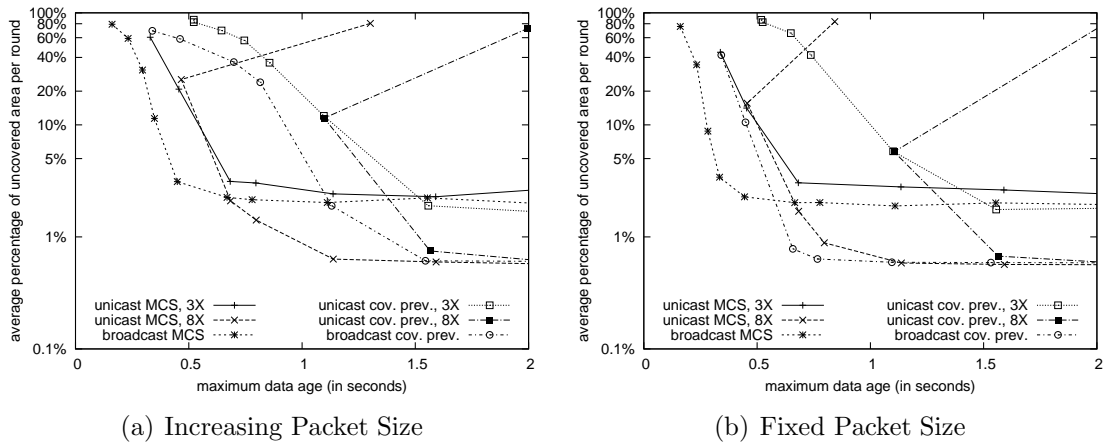 average percentage of uncovered area per round
100%
80%
60%
40%
20%
10%
5%
1%
0.1%
unicast MCS, 3X
unicast MCS, 8X
broadcast MCS
unicast cov. prev., 3X
unicast cov. prev., 8X
broadcast cov. prev.
0
0.5
1
1.5
2
maximum data age (in seconds)
(a) Increasing Packet Size
average percentage of uncovered area per round
100%
80%
60%
40%
20%
10%
5%
1%
0.1%
unicast MCS, 3X
unicast MCS, 8X
broadcast MCS
unicast cov. prev., 3X
unicast cov. prev., 8X
broadcast cov. prev.
0
0.5
1
1.5
2
maximum data age (in seconds)
(b) Fixed Packet Size